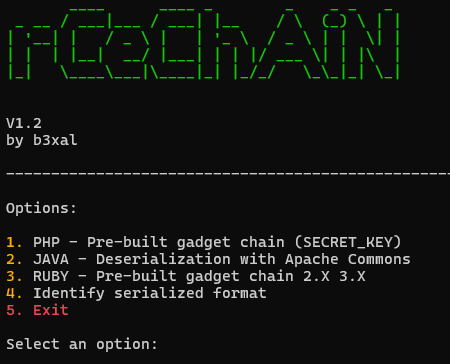 rCechAiN
V1.2
by b3xal
Options:
1. PHP - Pre-built gadget chain (SECRET_KEY)
2. JAVA - Deserialization with Apache Commons
3. RUBY - Pre-built gadget chain 2.X 3.X
4. Identify serialized format
5. Exit
Select an option: